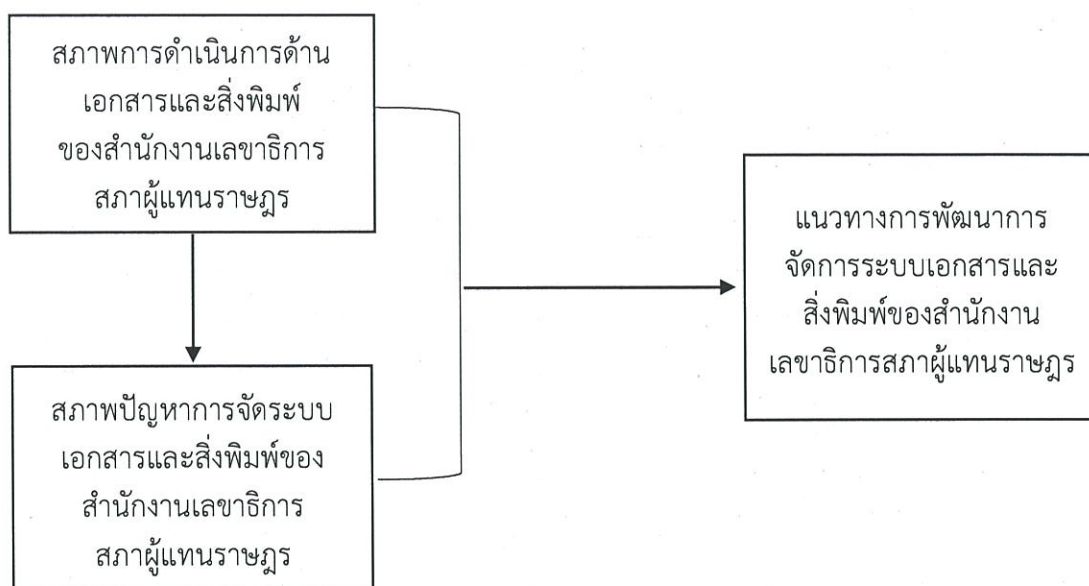 สภาพการดำเนินการด้าน
เอกสารและสิ่งพิมพ์
ของสำนักงานเลขาธิการ
สภาผู้แทนราษฎร
สภาพปัญหาการจัดระบบ
เอกสารและสิ่งพิมพ์ของ
สำนักงานเลขาธิการ
สภาผู้แทนราษฎร
แนวทางการพัฒนาการ
จัดการระบบเอกสารและ
สิ่งพิมพ์ของสำนักงาน
เลขาธิการสภาผู้แทนราษฎร